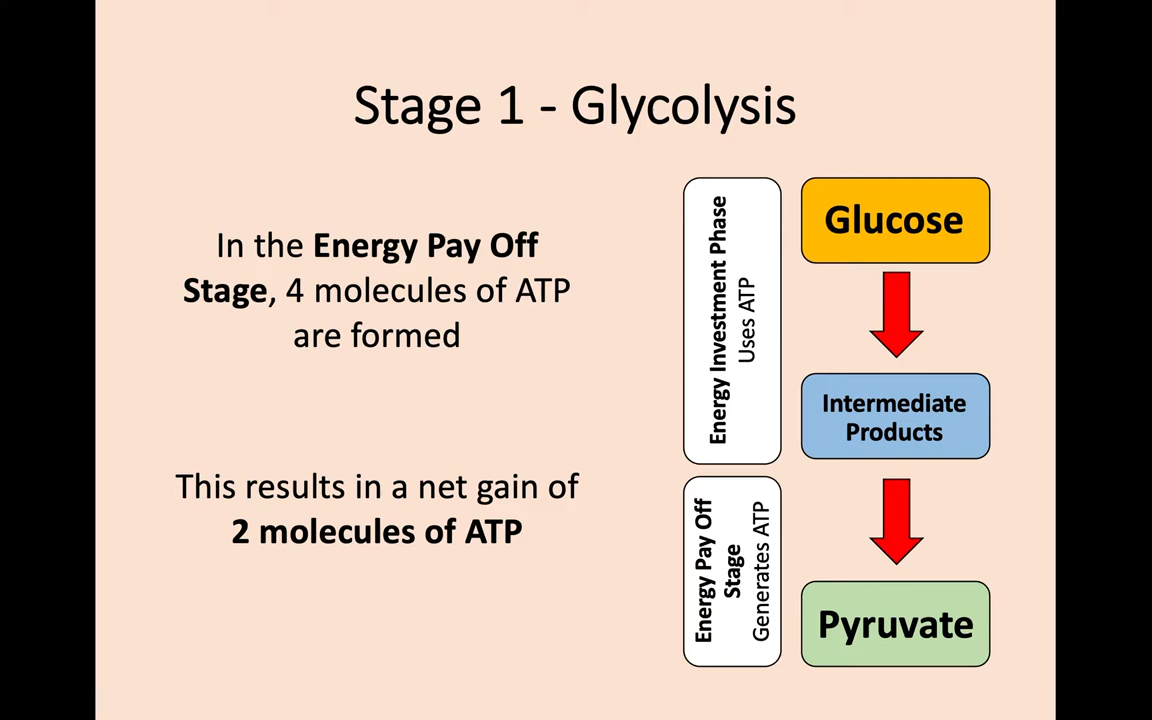 Stage 1 - Glycolysis
In the Energy Pay Off
Stage, 4 molecules of ATP
are formed
This results in a net gain of
2 molecules of ATP
Energy Investment Phase
Uses ATP
Energy Pay Off
Stage
Generates ATP
Glucose
Intermediate
Products
Pyruvate